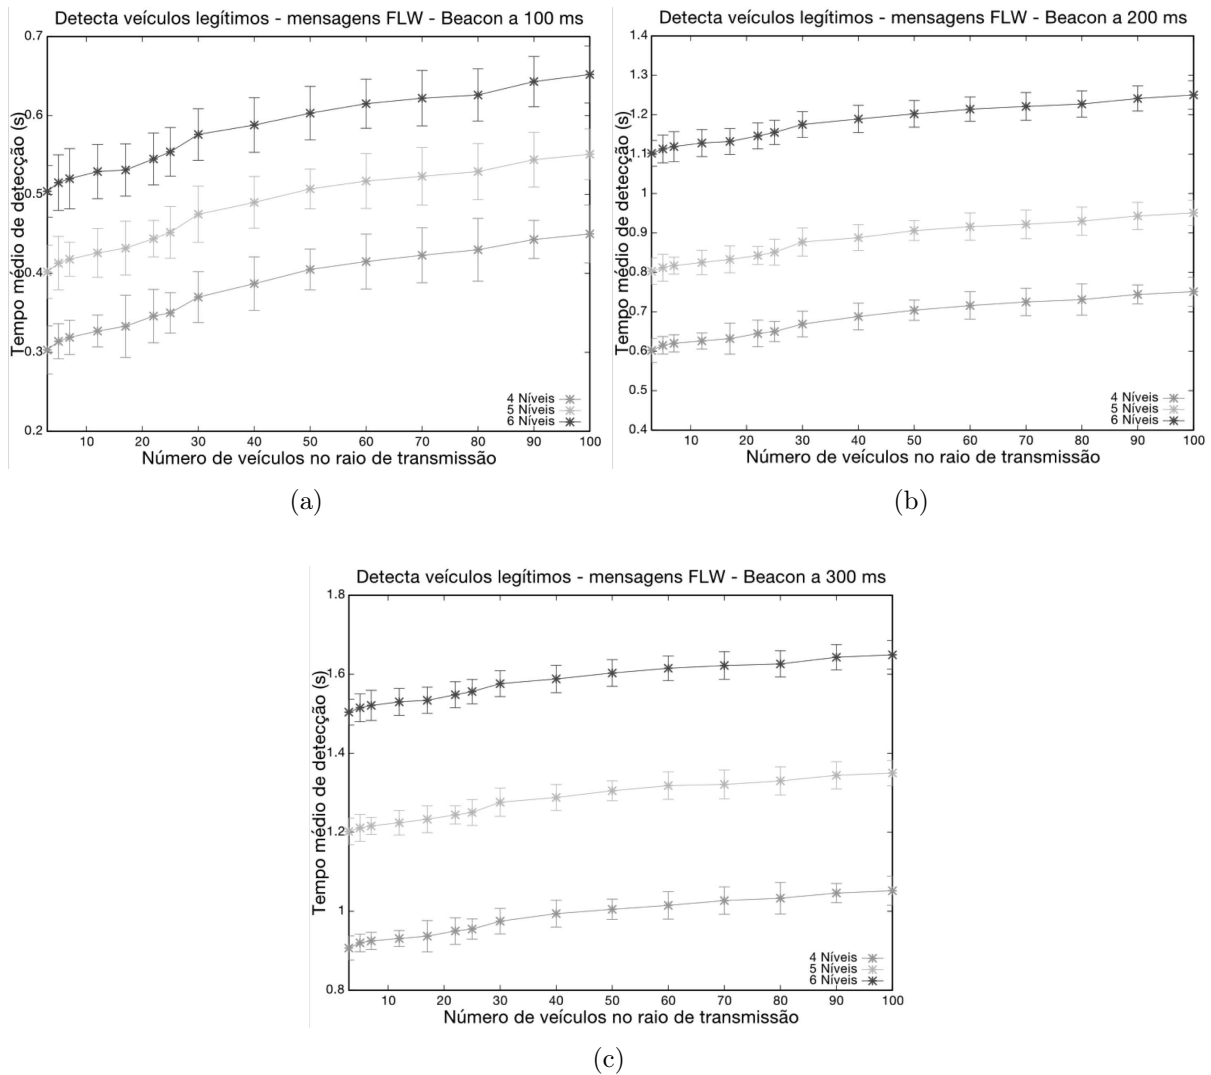 Detecta veículos legítimos - mensagens FLW - Beacon a 100 ms
0.7
0.6
0.5
0.4
0.3
0.2
Tempo médio de detecção (s)
4 Níveis
5 Níveis
6 Níveis
10 20 30 40 50 60 70 80 90 100
Número de veículos no raio de transmissão
(a)
Detecta veículos legítimos - mensagens FLW - Beacon a 200 ms
1.4
1.3
1.2
1.1
1
0.9
0.8
0.7
0.6
0.5
0.4
Tempo médio de detecção (s)
4 Níveis
5 Níveis
6 Níveis
10 20 30 40 50 60 70 80 90 100
Número de veículos no raio de transmissão
(b)
Detecta veículos legítimos - mensagens FLW - Beacon a 300 ms
1.8
1.6
1.4
1.2
1
0.8
Tempo médio de detecção (s)
4 Níveis
5 Níveis
6 Níveis
10 20 30 40 50 60 70 80 90 100
Número de veículos no raio de transmissão
(c)